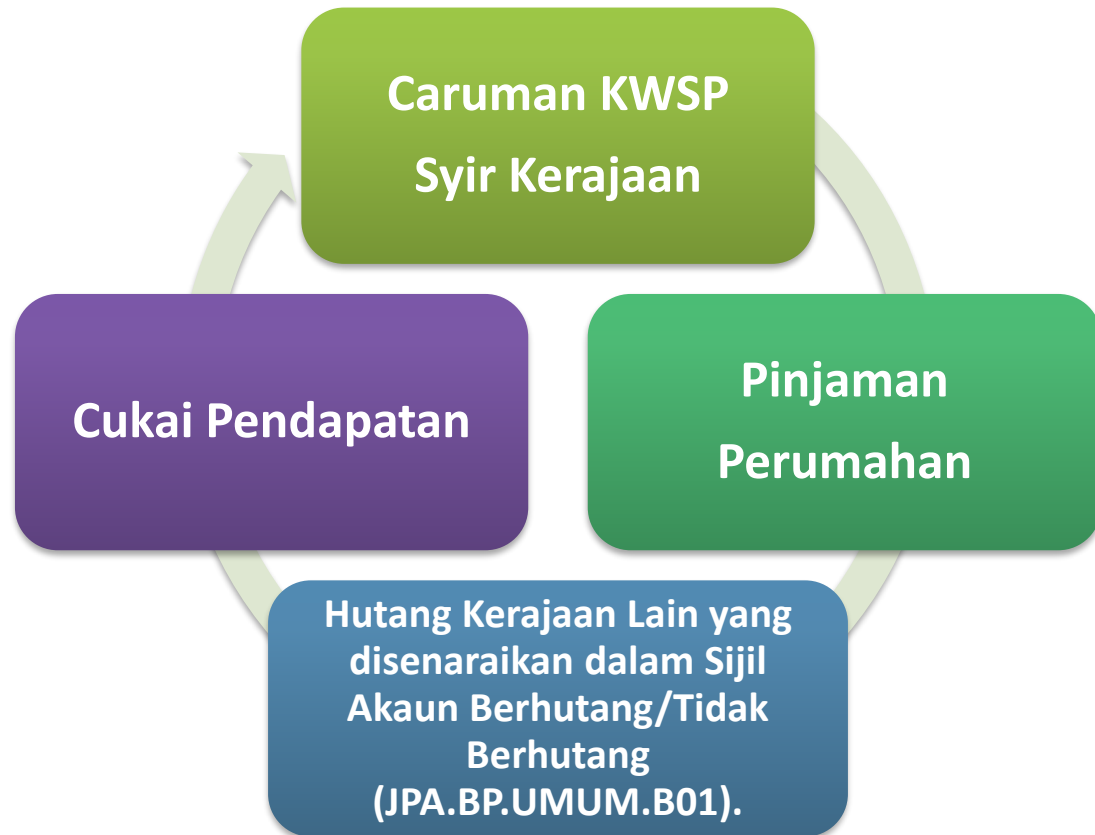 Caruman KWSP
Syir Kerajaan
Pinjaman
Perumahan
Hutang Kerajaan Lain yang
disenaraikan dalam Sijil
Akaun Berhutang/Tidak
Berhutang
(JPA.BP.UMUM.B01).
Cukai Pendapatan